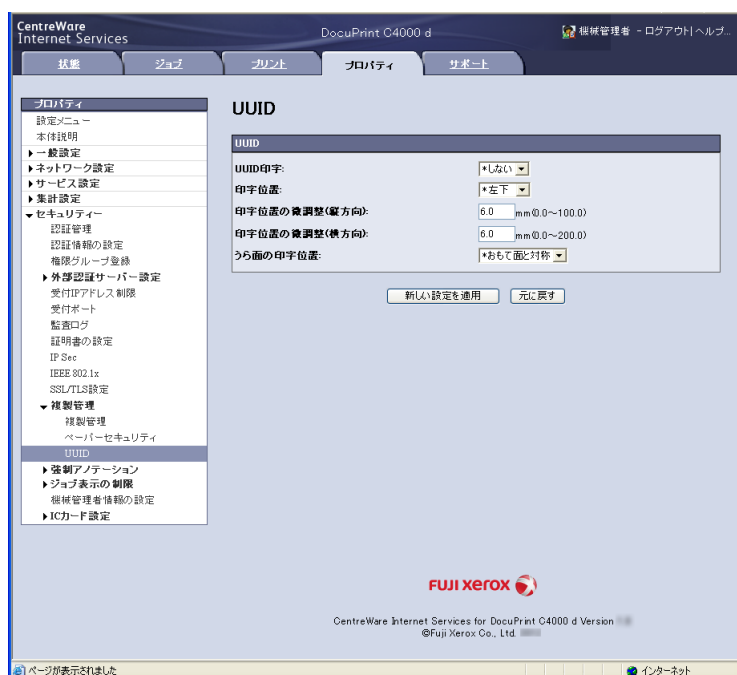 CentreWare
Internet Services
DocuPrint C4000 d
機械管理者 - ログアウト|ヘルプ...
状態
ジョブ
プリント
プロパティ
サポート
プロパティ
設定メニュー
本体説明
一般設定
ネットワーク設定
サービス設定
集計設定
セキュリティー
認証管理
認証情報の設定
権限グループ登録
外部認証サーバー設定
受付IPアドレス制限
受付ポート
監査ログ
証明書の設定
IP Sec
IEEE 802.1x
SSL/TLS設定
複製管理
複製管理
ペーパーセキュリティ
UUID
強制アノテーション
ジョブ表示の制限
機械管理者情報の設定
ICカード設定
UUID
UUID
UUID印字: *しない
印字位置: *左下
印字位置の微調整(縦方向): 6.0 mm(0.0～100.0)
印字位置の微調整(横方向): 6.0 mm(0.0～200.0)
うら面の印字位置: *おもて面と対称
新しい設定を適用 元に戻す
FUJI xerox
CentreWare Internet Services for DocuPrint C4000 d Version
©Fuji Xerox Co., Ltd.
ページが表示されました
インターネット